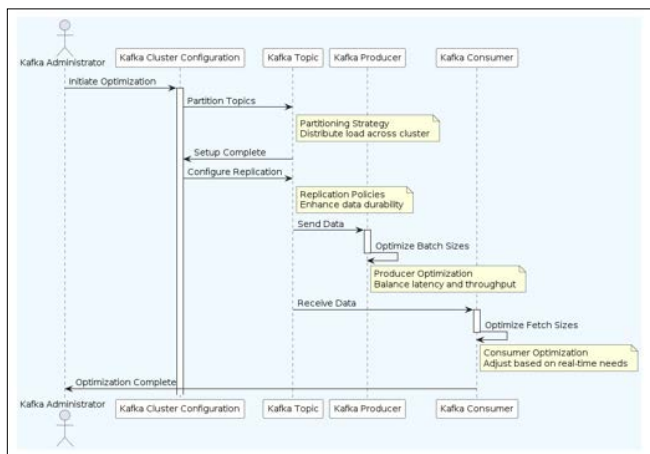 Kafka Administrator
Kafka Cluster Configuration
Kafka Topic
Kafka Producer
Kafka Consumer
Initiate Optimization
Partition Topics
Partitioning Strategy
Distribute load across cluster
Setup Complete
Configure Replication
Replication Policies
Enhance data durability
Send Data
Optimize Batch Sizes
Producer Optimization
Balance latency and throughput
Receive Data
Optimize Fetch Sizes
Consumer Optimization
Adjust based on real-time needs
Optimization Complete
Kafka Administrator
Kafka Cluster Configuration
Kafka Topic
Kafka Producer
Kafka Consumer